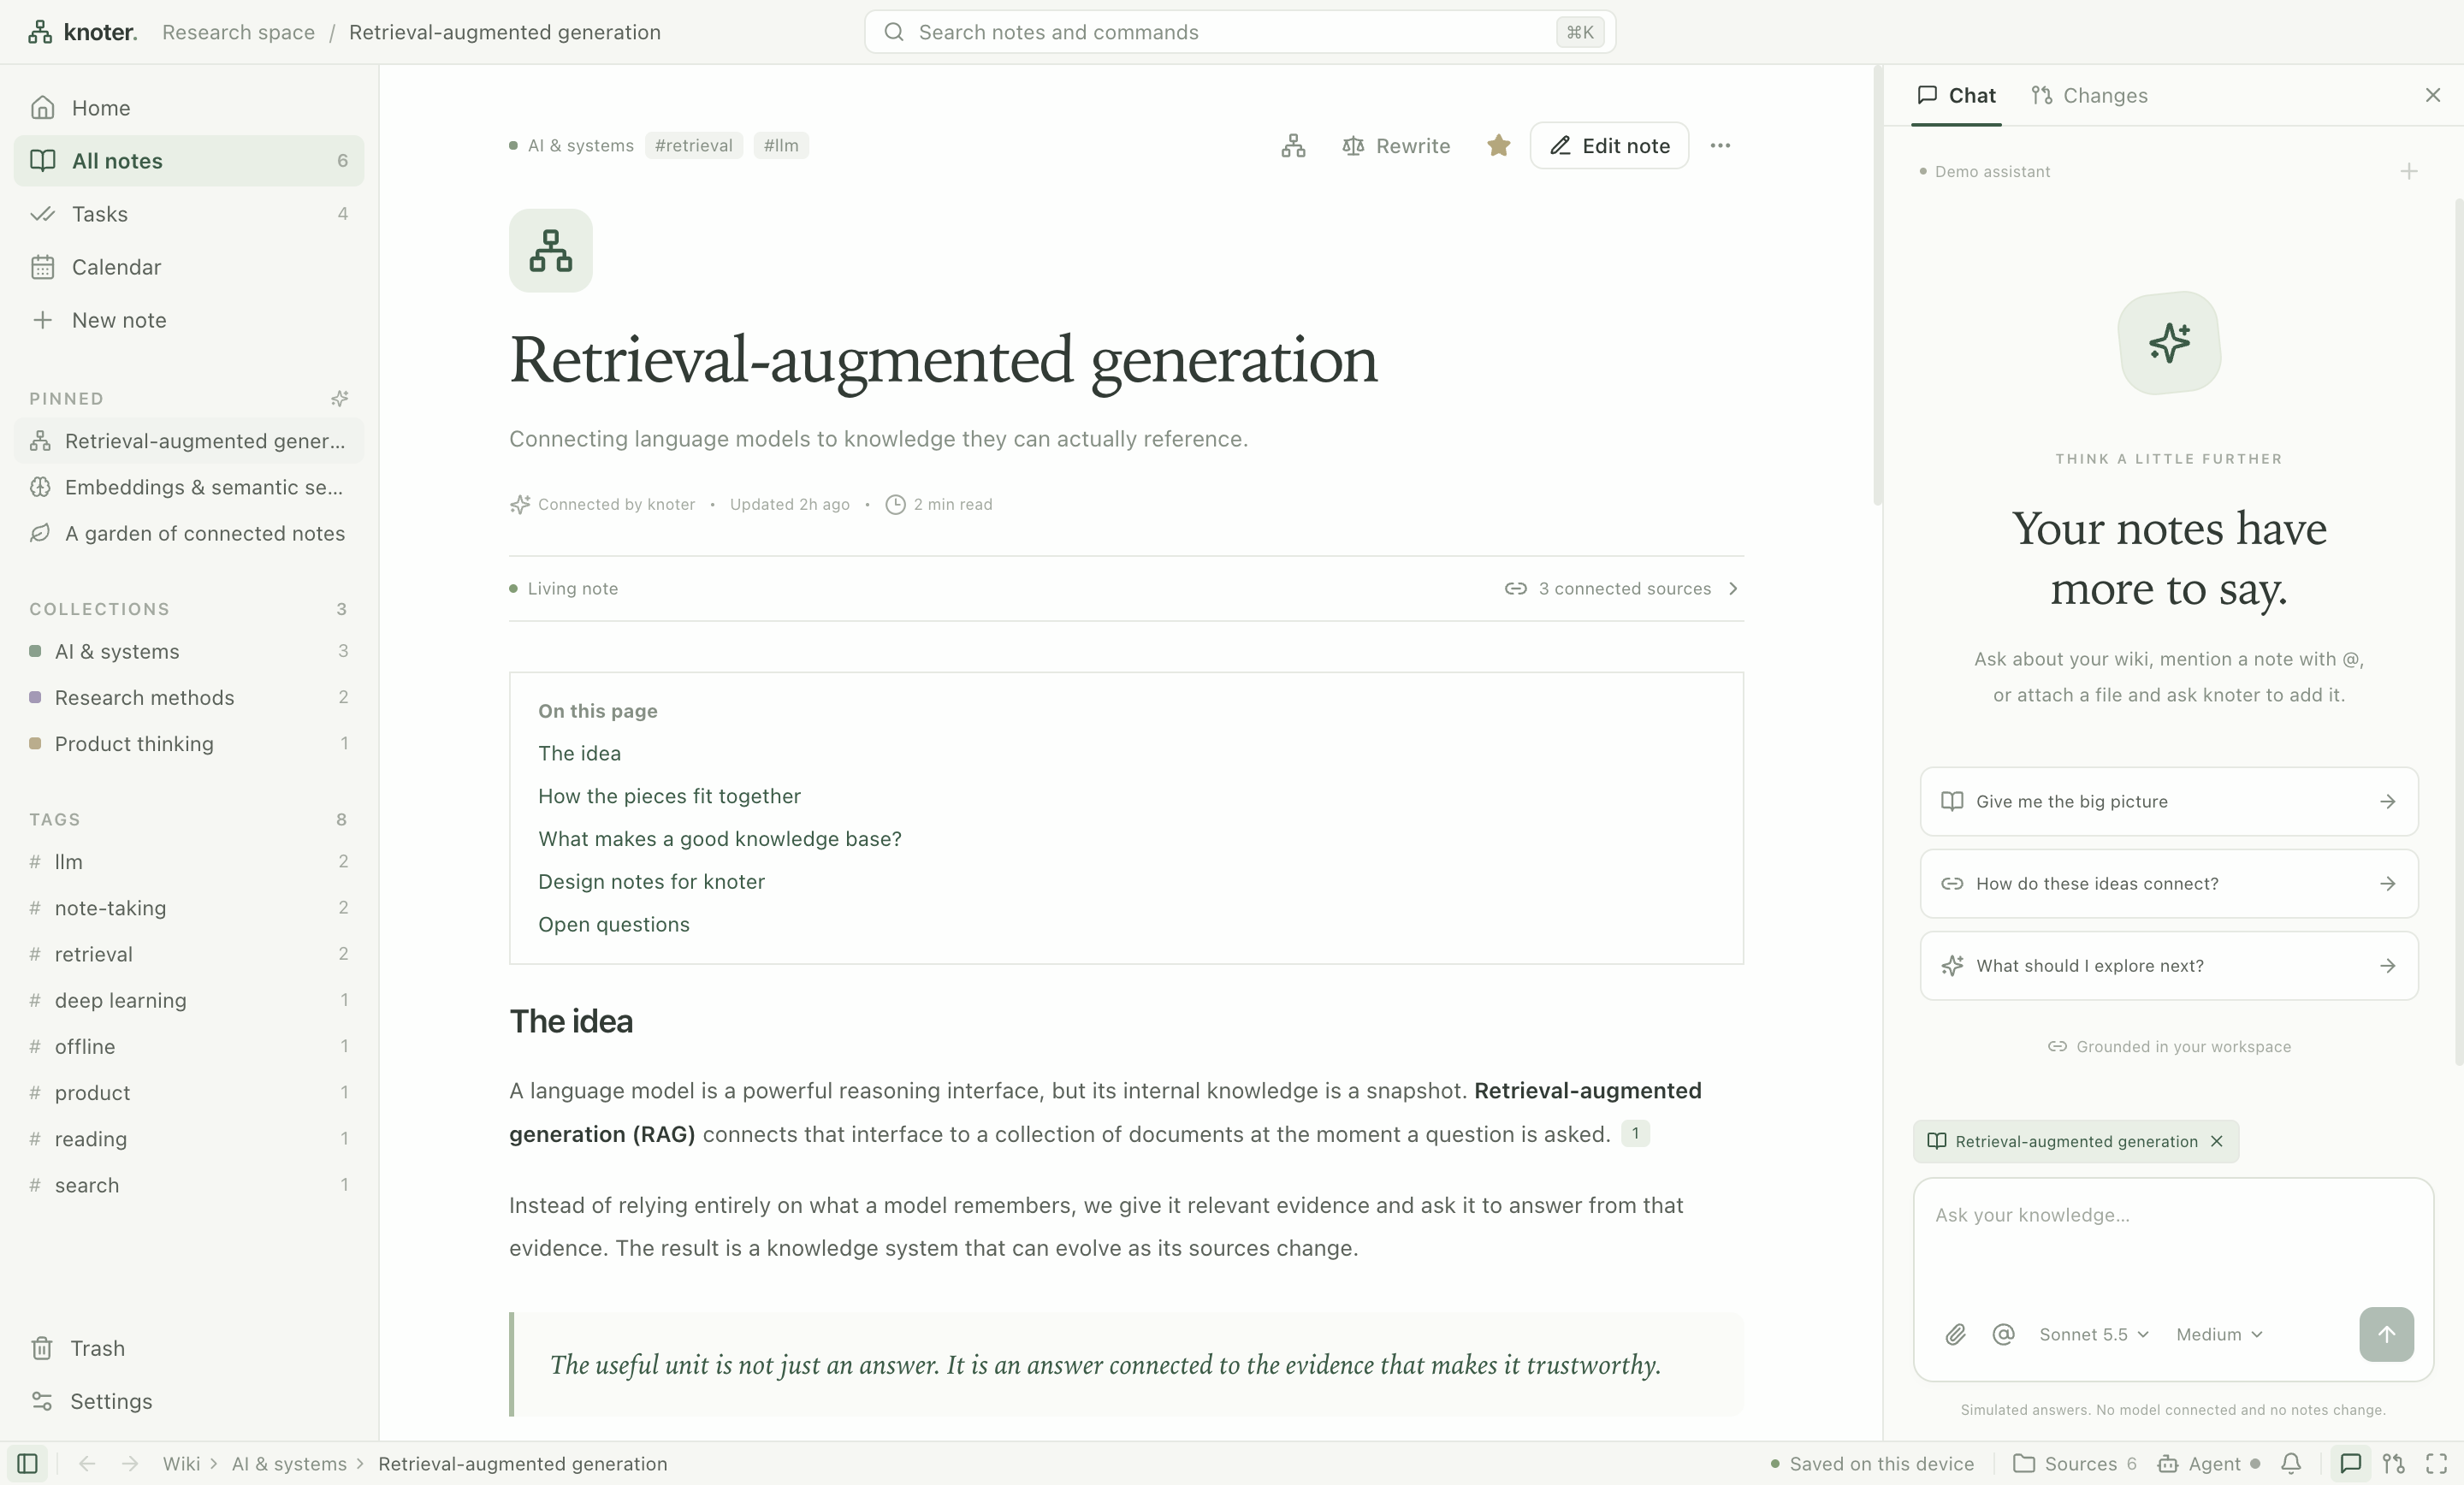 knoter.
Research space / Retrieval-augmented generation
Search notes and commands
⌘K
Home
All notes 6
Tasks 4
Calendar
New note
PINNED
Retrieval-augmented gener...
Embeddings & semantic se...
A garden of connected notes
COLLECTIONS 3
AI & systems 3
Research methods 2
Product thinking 1
TAGS 8
# llm 2
# note-taking 2
# retrieval 2
# deep learning 1
# offline 1
# product 1
# reading 1
# search 1
Trash
Settings
AI & systems #retrieval #llm
Rewrite
Edit note
Retrieval-augmented generation
Connecting language models to knowledge they can actually reference.
Connected by knoter • Updated 2h ago • 2 min read
Living note
3 connected sources
On this page
The idea
How the pieces fit together
What makes a good knowledge base?
Design notes for knoter
Open questions
The idea
A language model is a powerful reasoning interface, but its internal knowledge is a snapshot. Retrieval-augmented
generation (RAG) connects that interface to a collection of documents at the moment a question is asked. 1
Instead of relying entirely on what a model remembers, we give it relevant evidence and ask it to answer from that
evidence. The result is a knowledge system that can evolve as its sources change.
The useful unit is not just an answer. It is an answer connected to the evidence that makes it trustworthy.
Chat
Changes
Demo assistant
THINK A LITTLE FURTHER
Your notes have
more to say.
Ask about your wiki, mention a note with @,
or attach a file and ask knoter to add it.
Give me the big picture
How do these ideas connect?
What should I explore next?
Grounded in your workspace
Retrieval-augmented generation
Ask your knowledge...
Sonnet 5.5
Medium
Simulated answers. No model connected and no notes change.
Wiki > AI & systems > Retrieval-augmented generation
Saved on this device
Sources 6
Agent